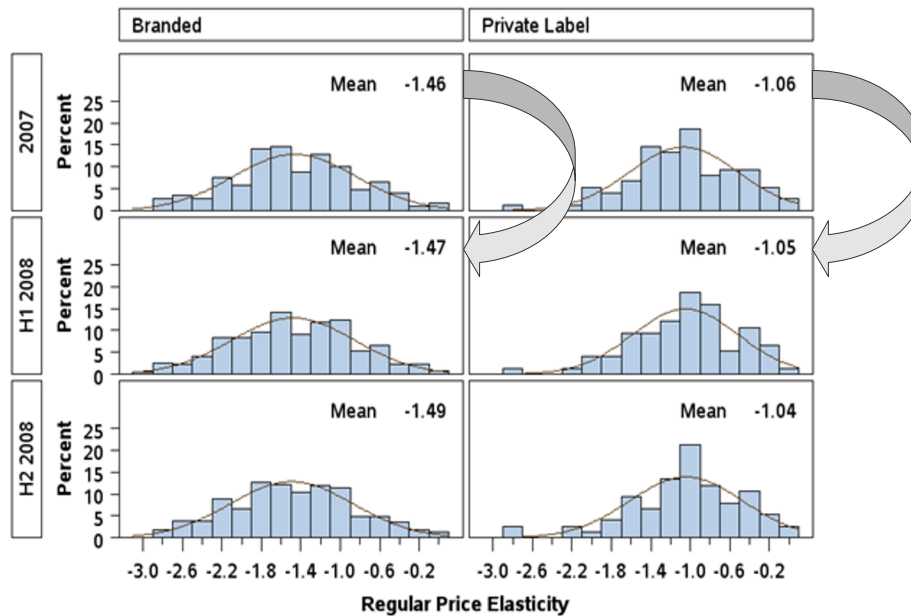 Branded
Private Label
2007
Percent
25
20
15
10
5
0
Mean -1.46
Mean -1.06
H1 2008
Percent
25
20
15
10
5
0
Mean -1.47
Mean -1.05
H2 2008
Percent
25
20
15
10
5
0
Mean -1.49
Mean -1.04
-3.0 -2.6 -2.2 -1.8 -1.4 -1.0 -0.6 -0.2
-3.0 -2.6 -2.2 -1.8 -1.4 -1.0 -0.6 -0.2
Regular Price Elasticity